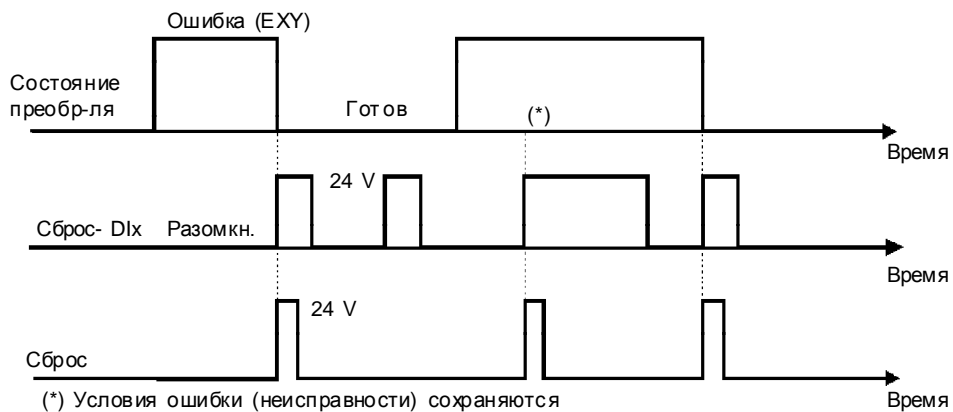 Ошибка (EXY)
Состояние
преобр-ля
Готов
(*)
Время
24 V
Сброс- DIx Разомкн.
Время
24 V
Сброс
(*) Условия ошибки (неисправности) сохраняются
Время